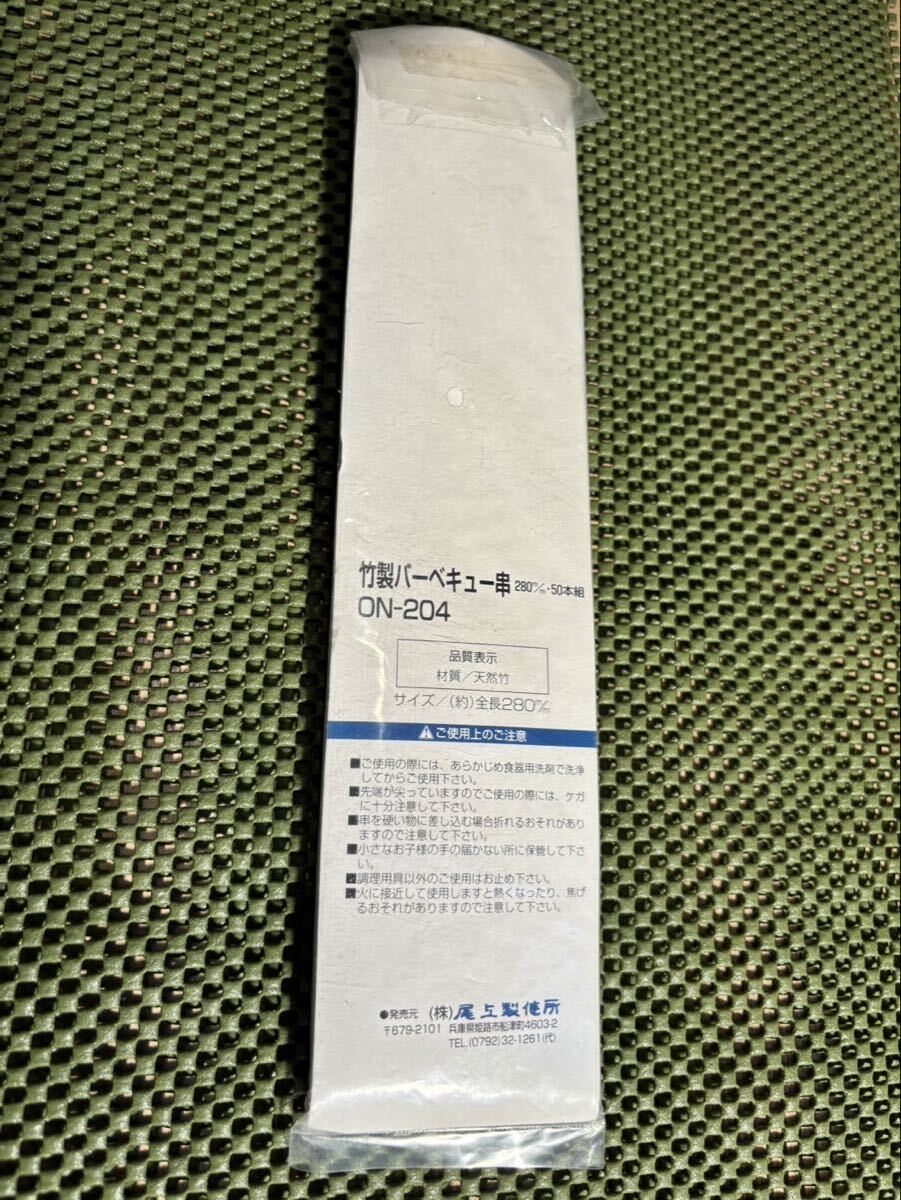 竹製バーベキュー串 280m/m・50本組
ON-204
品質表示
材質／天然竹
サイズ／(約)全長280m/m
ご使用上のご注意
■ご使用の際には、あらかじめ食器用洗剤で洗浄
してからご使用下さい。
■先端が尖っていますのでご使用の際には、ケガ
に十分注意して下さい。
■串を硬い物に差し込む場合折れるおそれがあり
ますので注意して下さい。
■小さなお子様の手の届かない所に保管して下さ
い。
■調理用具以外のご使用はお止め下さい。
■火に接近して使用しますと熱くなったり、焦げ
るおそれがありますので注意して下さい。
●発売元 (株)尾上製作所
〒679-2101 兵庫県姫路市船津町4603-2
TEL.(0792)32-1261(代)